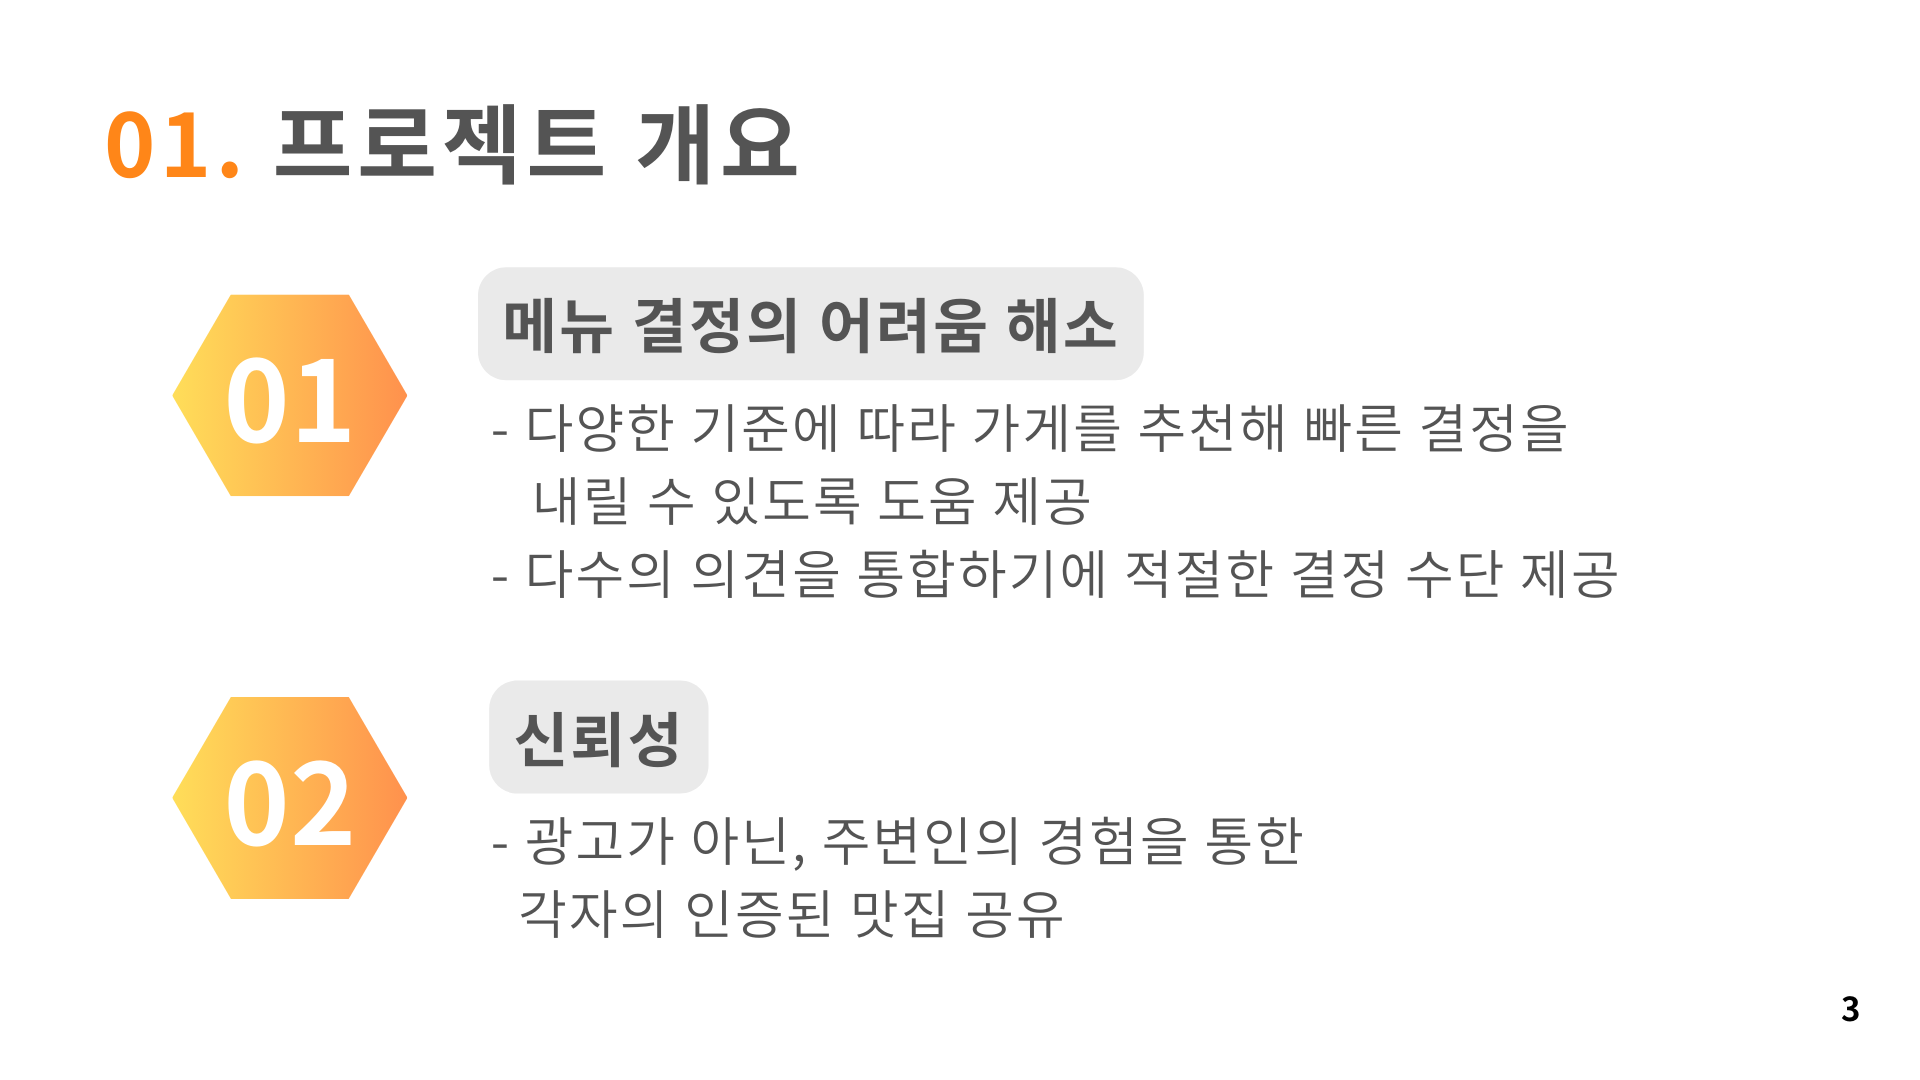 01. 프로젝트 개요
01
메뉴 결정의 어려움 해소
- 다양한 기준에 따라 가게를 추천해 빠른 결정을
내릴 수 있도록 도움 제공
- 다수의 의견을 통합하기에 적절한 결정 수단 제공
02
신뢰성
- 광고가 아닌, 주변인의 경험을 통한
각자의 인증된 맛집 공유
3